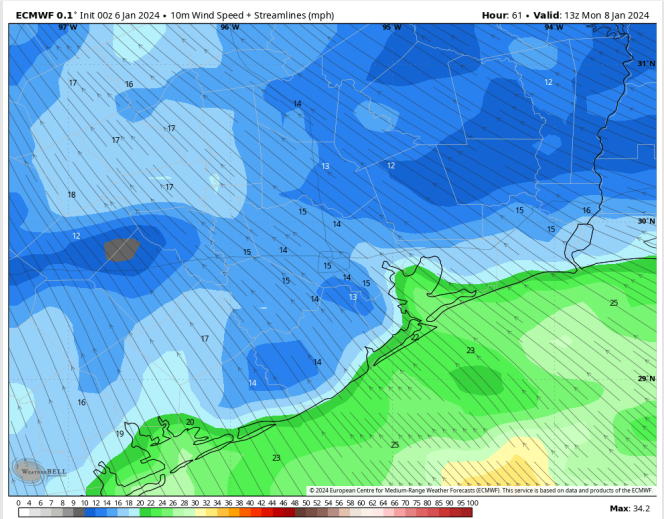 ECMWF 0.1° Init 00z 6 Jan 2024 • 10m Wind Speed + Streamlines (mph)
Hour: 61 • Valid: 13z Mon 8 Jan 2024
97°W 96°W 95°W 94°W
31°N
17 16 12
14
17
17
13 12
18 17
15 15 16
30°N
14
12 15
15 14
15
15 14 15
14 13
25
22
17
23
14 29°N
14
16
20
19
25
23
WEATHERBELL
© 2024 European Centre for Medium-Range Weather Forecasts (ECMWF). This service is based on data and products of the ECMWF.
0 4 5 7 8 9 10 12 14 16 18 20 22 24 26 28 30 32 34 36 38 40 42 44 46 48 50 52 54 56 58 60 62 64 66 70 75 80 85 90 95 100
Max: 34.2